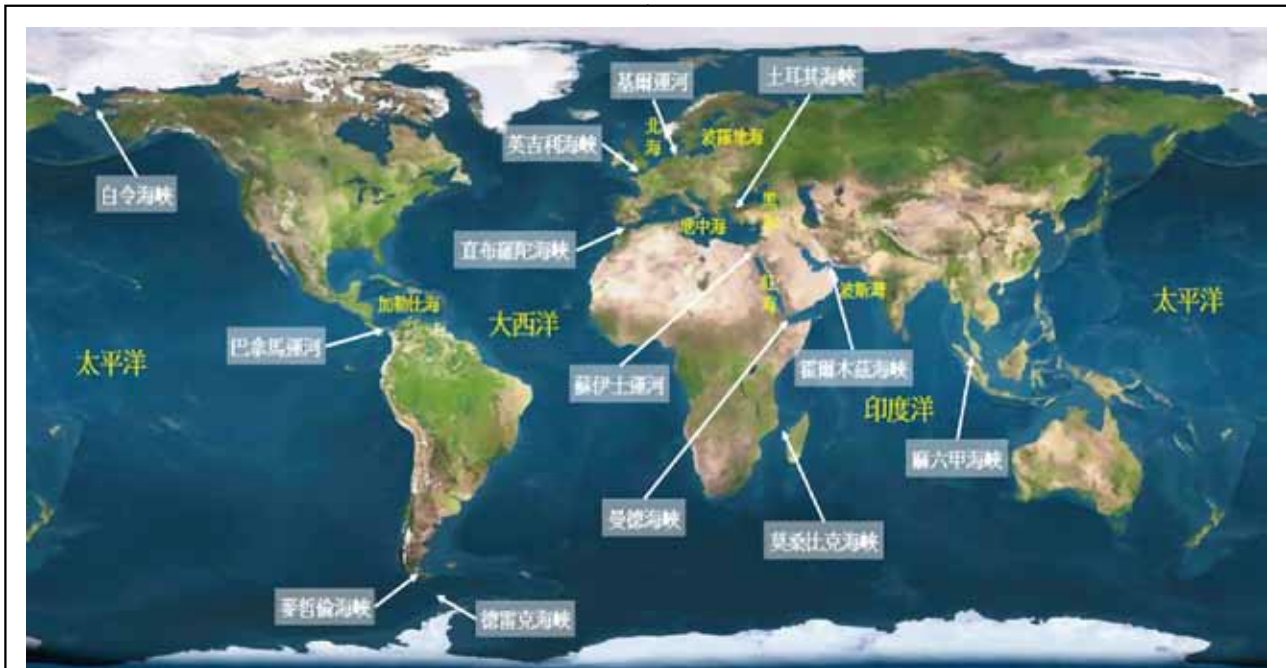 基爾運河
土耳其海峽
北海
波羅地海
英吉利海峽
白令海峽
黑海
地中海
直布羅陀海峽
紅海
波斯灣
加勒比海
大西洋
太平洋
巴拿馬運河
太平洋
蘇伊士運河
霍爾木茲海峽
印度洋
麻六甲海峽
曼德海峽
莫桑比克海峽
麥哲倫海峽
德雷克海峽